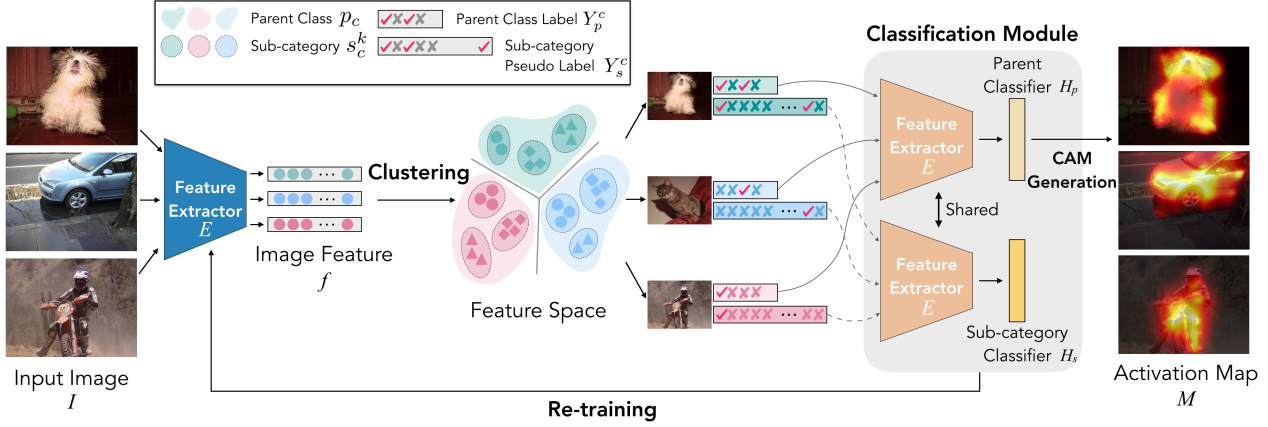 Parent Class p_c
Parent Class Label Y_p^c
Sub-category s_c^k
Sub-category
Pseudo Label Y_s^c
Classification Module
Parent
Classifier H_p
Feature
Extractor
E
Clustering
Feature
Extractor
E
CAM
Generation
Shared
Image Feature
f
Feature Space
Feature
Extractor
E
Sub-category
Classifier H_s
Input Image
I
Activation Map
M
Re-training